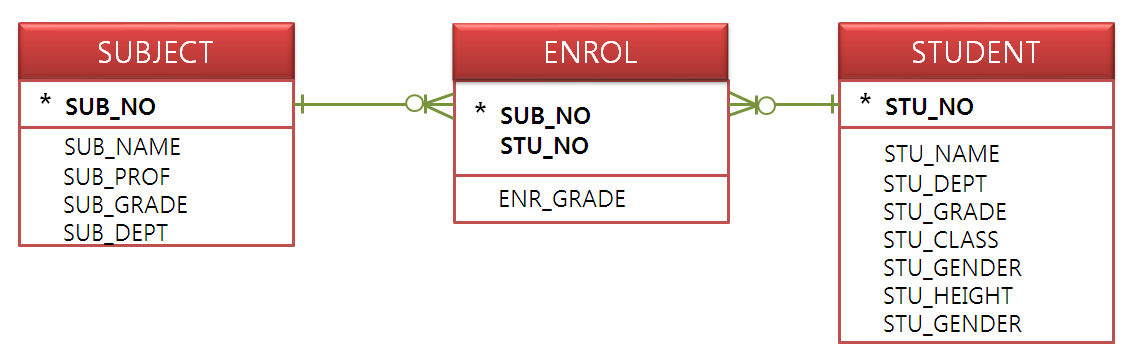 SUBJECT
* SUB_NO
SUB_NAME
SUB_PROF
SUB_GRADE
SUB_DEPT
ENROL
* SUB_NO
STU_NO
ENR_GRADE
STUDENT
* STU_NO
STU_NAME
STU_DEPT
STU_GRADE
STU_CLASS
STU_GENDER
STU_HEIGHT
STU_GENDER